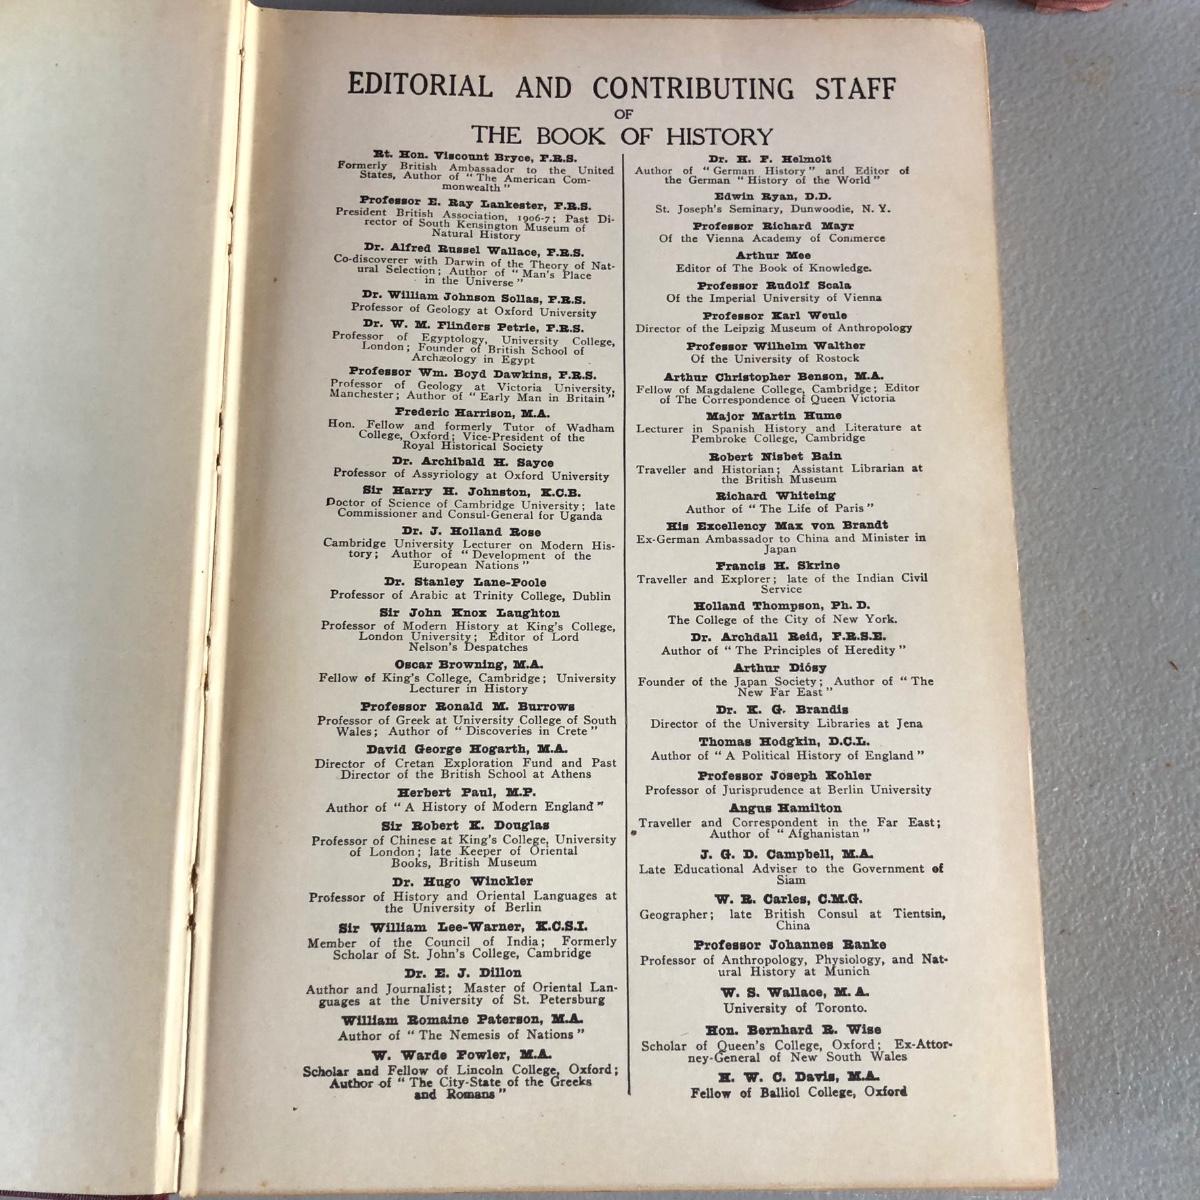 EDITORIAL AND CONTRIBUTING STAFF
OF
THE BOOK OF HISTORY
Rt. Hon. Viscount Bryce, F.R.S.
Formerly British Ambassador to the United
States, Author of "The American Com-
monwealth"
Professor E. Ray Lankester, F.R.S.
President British Association, 1906-7; Past Di-
rector of South Kensington Museum of
Natural History
Dr. Alfred Russel Wallace, F.R.S.
Co-discoverer with Darwin of the Theory of Nat-
ural Selection; Author of "Man's Place
in the Universe"
Dr. William Johnson Sollas, F.R.S.
Professor of Geology at Oxford University
Dr. W. M. Flinders Petrie, F.R.S.
Professor of Egyptology, University College,
London; Founder of British School of
Archæology in Egypt
Professor Wm. Boyd Dawkins, F.R.S.
Professor of Geology at Victoria University,
Manchester; Author of "Early Man in Britain"
Frederic Harrison, M.A.
Hon. Fellow and formerly Tutor of Wadham
College, Oxford; Vice-President of the
Royal Historical Society
Dr. Archibald H. Sayce
Professor of Assyriology at Oxford University
Sir Harry H. Johnston, K.C.B.
Doctor of Science of Cambridge University; late
Commissioner and Consul-General for Uganda
Dr. J. Holland Rose
Cambridge University Lecturer on Modern His-
tory; Author of "Development of the
European Nations"
Dr. Stanley Lane-Poole
Professor of Arabic at Trinity College, Dublin
Sir John Knox Laughton
Professor of Modern History at King's College,
London University; Editor of Lord
Nelson's Despatches
Oscar Browning, M.A.
Fellow of King's College, Cambridge; University
Lecturer in History
Professor Ronald M. Burrows
Professor of Greek at University College of South
Wales; Author of "Discoveries in Crete"
David George Hogarth, M.A.
Director of Cretan Exploration Fund and Past
Director of the British School at Athens
Herbert Paul, M.P.
Author of "A History of Modern England"
Sir Robert K. Douglas
Professor of Chinese at King's College, University
of London; late Keeper of Oriental
Books, British Museum
Dr. Hugo Winckler
Professor of History and Oriental Languages at
the University of Berlin
Sir William Lee-Warner, K.C.S.I.
Member of the Council of India; Formerly
Scholar of St. John's College, Cambridge
Dr. E. J. Dillon
Author and Journalist; Master of Oriental Lan-
guages at the University of St. Petersburg
William Romaine Paterson, M.A.
Author of "The Nemesis of Nations"
W. Warde Fowler, M.A.
Scholar and Fellow of Lincoln College, Oxford;
Author of "The City-State of the Greeks
and Romans"
Dr. H. F. Helmolt
Author of "German History" and Editor of
the German "History of the World"
Edwin Ryan, D.D.
St. Joseph's Seminary, Dunwoodie, N. Y.
Professor Richard Mayr
Of the Vienna Academy of Commerce
Arthur Mee
Editor of The Book of Knowledge.
Professor Rudolf Scala
Of the Imperial University of Vienna
Professor Karl Weule
Director of the Leipzig Museum of Anthropology
Professor Wilhelm Walther
Of the University of Rostock
Arthur Christopher Benson, M.A.
Fellow of Magdalene College, Cambridge; Editor
of The Correspondence of Queen Victoria
Major Martin Hume
Lecturer in Spanish History and Literature at
Pembroke College, Cambridge
Robert Nisbet Bain
Traveller and Historian; Assistant Librarian at
the British Museum
Richard Whiteing
Author of "The Life of Paris"
His Excellency Max von Brandt
Ex-German Ambassador to China and Minister in
Japan
Francis H. Skrine
Traveller and Explorer; late of the Indian Civil
Service
Holland Thompson, Ph. D.
The College of the City of New York.
Dr. Archdall Reid, F.R.S.E.
Author of "The Principles of Heredity"
Arthur Diósy
Founder of the Japan Society; Author of "The
New Far East"
Dr. K. G. Brandis
Director of the University Libraries at Jena
Thomas Hodgkin, D.C.L.
Author of "A Political History of England"
Professor Joseph Kohler
Professor of Jurisprudence at Berlin University
Angus Hamilton
Traveller and Correspondent in the Far East;
Author of "Afghanistan"
J. G. D. Campbell, M.A.
Late Educational Adviser to the Government of
Siam
W. R. Carles, C.M.G.
Geographer; late British Consul at Tientsin,
China
Professor Johannes Ranke
Professor of Anthropology, Physiology, and Nat-
ural History at Munich
W. S. Wallace, M. A.
University of Toronto.
Hon. Bernhard R. Wise
Scholar of Queen's College, Oxford; Ex-Attor-
ney-General of New South Wales
H. W. C. Davis, M.A.
Fellow of Balliol College, Oxford